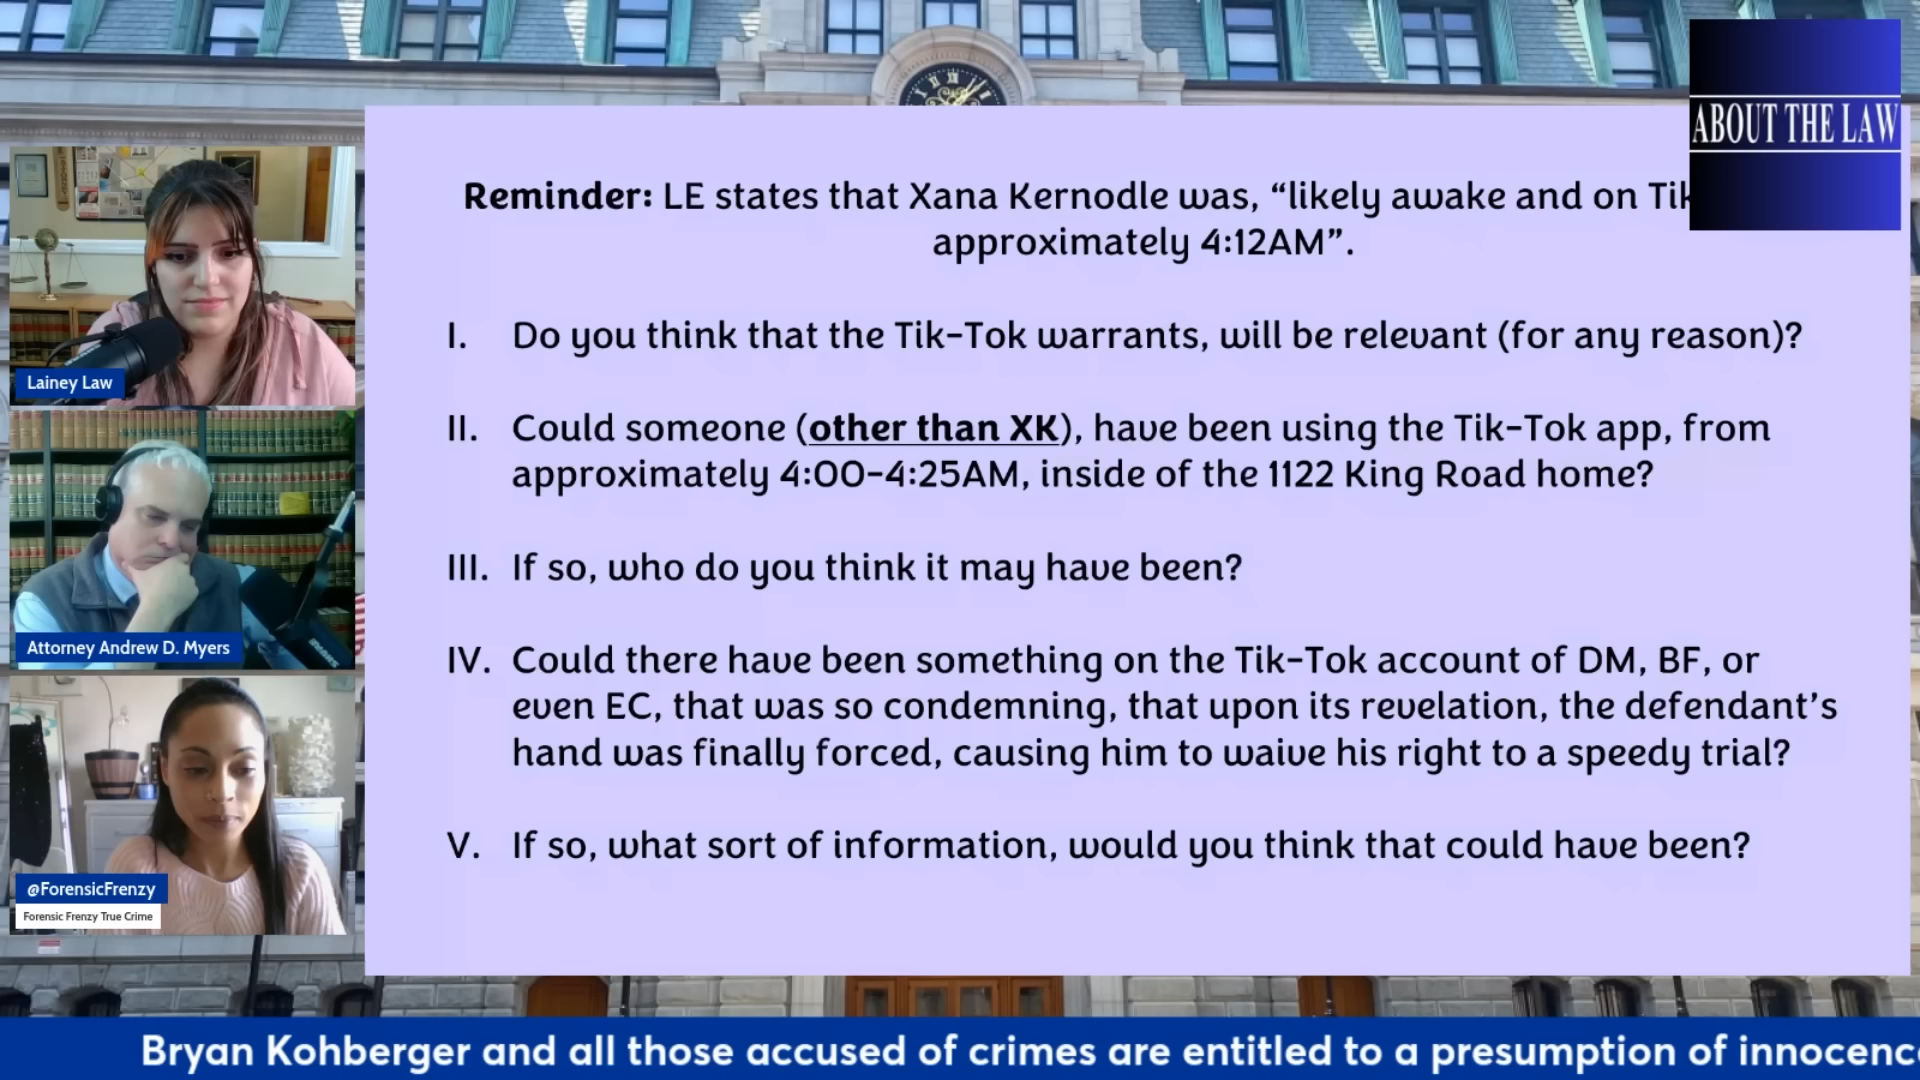 ABOUT THE LAW
Reminder: LE states that Xana Kernodle was, “likely awake and on Tik
approximately 4:12AM”.
I. Do you think that the Tik-Tok warrants, will be relevant (for any reason)?
II. Could someone (other than XK), have been using the Tik-Tok app, from
approximately 4:00-4:25AM, inside of the 1122 King Road home?
III. If so, who do you think it may have been?
IV. Could there have been something on the Tik-Tok account of DM, BF, or
even EC, that was so condemning, that upon its revelation, the defendant’s
hand was finally forced, causing him to waive his right to a speedy trial?
V. If so, what sort of information, would you think that could have been?
Lainey Law
Attorney Andrew D. Myers
@ForensicFrenzy
Forensic Frenzy True Crime
Bryan Kohberger and all those accused of crimes are entitled to a presumption of innocenc